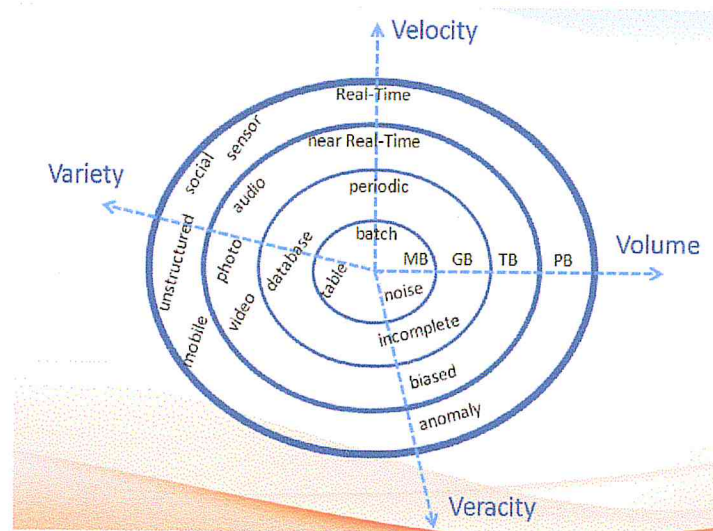 Velocity
Real-Time
near Real-Time
periodic
batch
Variety
social
sensor
audio
unstructured
photo
database
table
video
mobile
MB
GB
TB
PB
Volume
noise
incomplete
biased
anomaly
Veracity